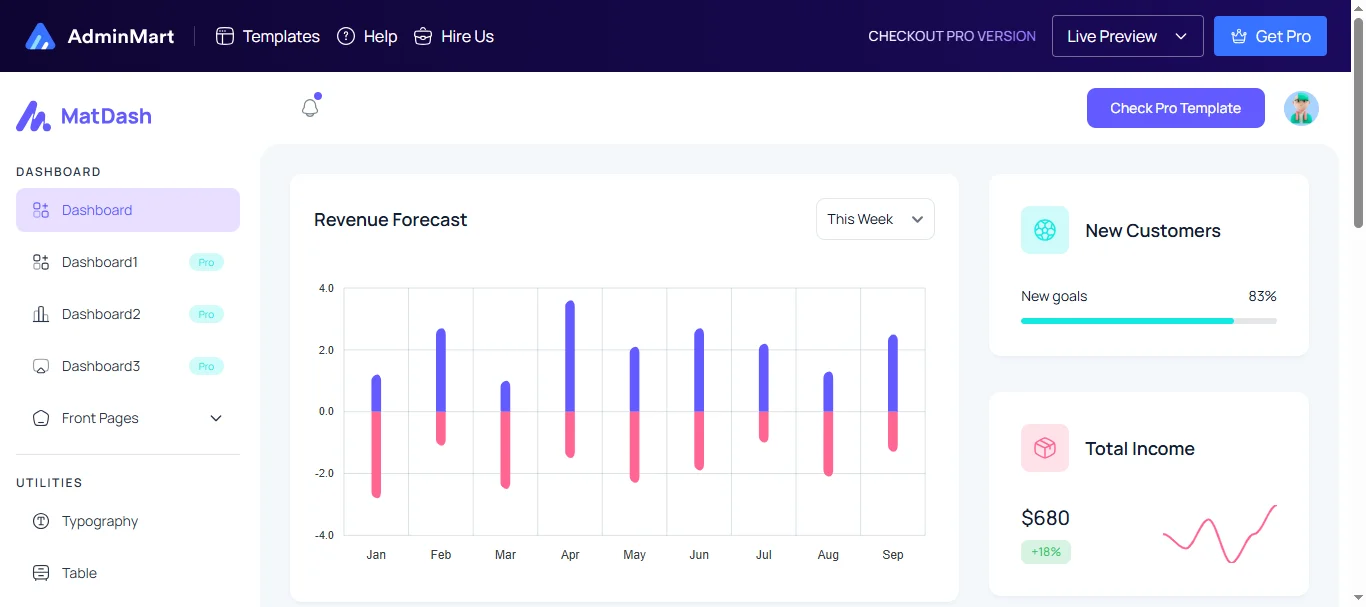 AdminMart
Templates
Help
Hire Us
CHECKOUT PRO VERSION
Live Preview
Get Pro
MatDash
Check Pro Template
DASHBOARD
Dashboard
Dashboard1 Pro
Dashboard2 Pro
Dashboard3 Pro
Front Pages
UTILITIES
Typography
Table
Revenue Forecast
This Week
4.0
2.0
0.0
-2.0
-4.0
Jan Feb Mar Apr May Jun Jul Aug Sep
New Customers
New goals 83%
Total Income
$680
+18%